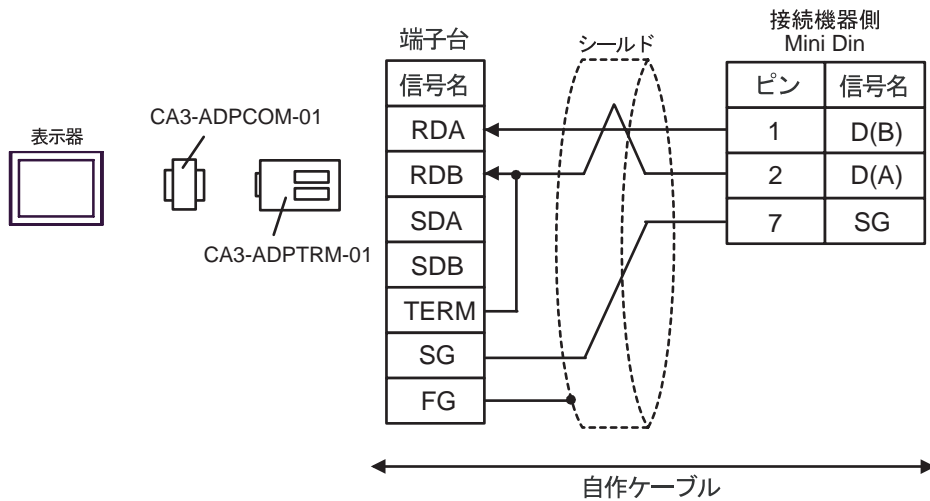 表示器
CA3-ADPCOM-01
CA3-ADPTRM-01
端子台
信号名
RDA
RDB
SDA
SDB
TERM
SG
FG
シールド
接続機器側
Mini Din
ピン 信号名
1 D(B)
2 D(A)
7 SG
自作ケーブル